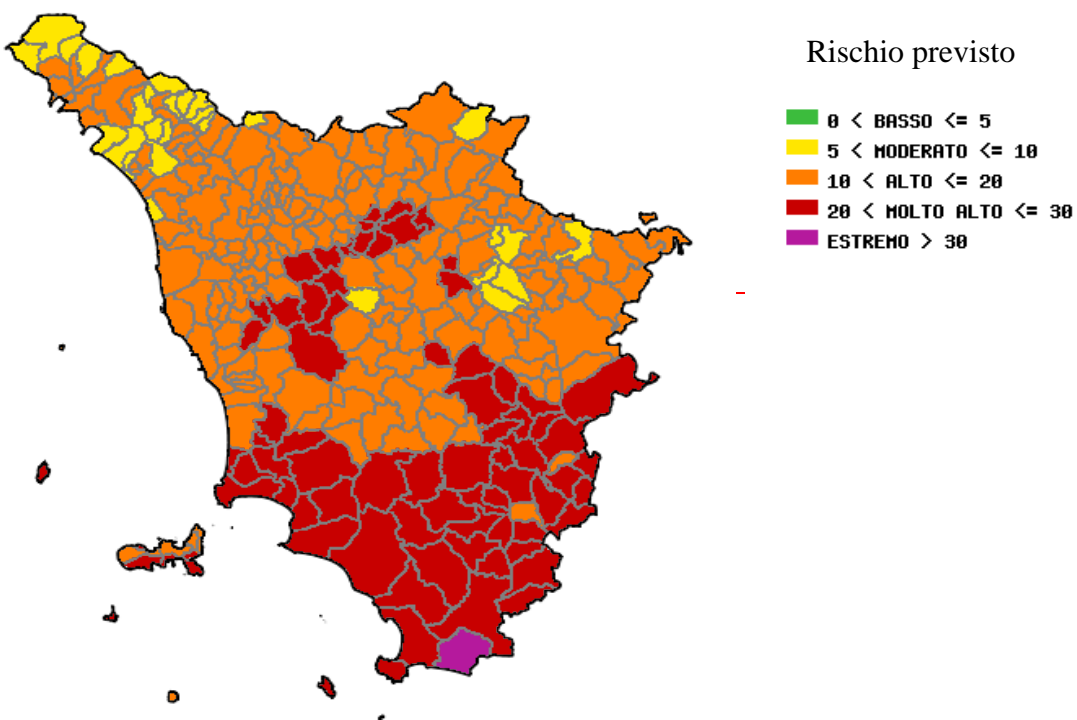 Rischio previsto
0 < BASSO <= 5
5 < MODERATO <= 10
10 < ALTO <= 20
20 < MOLTO ALTO <= 30
ESTREMO > 30